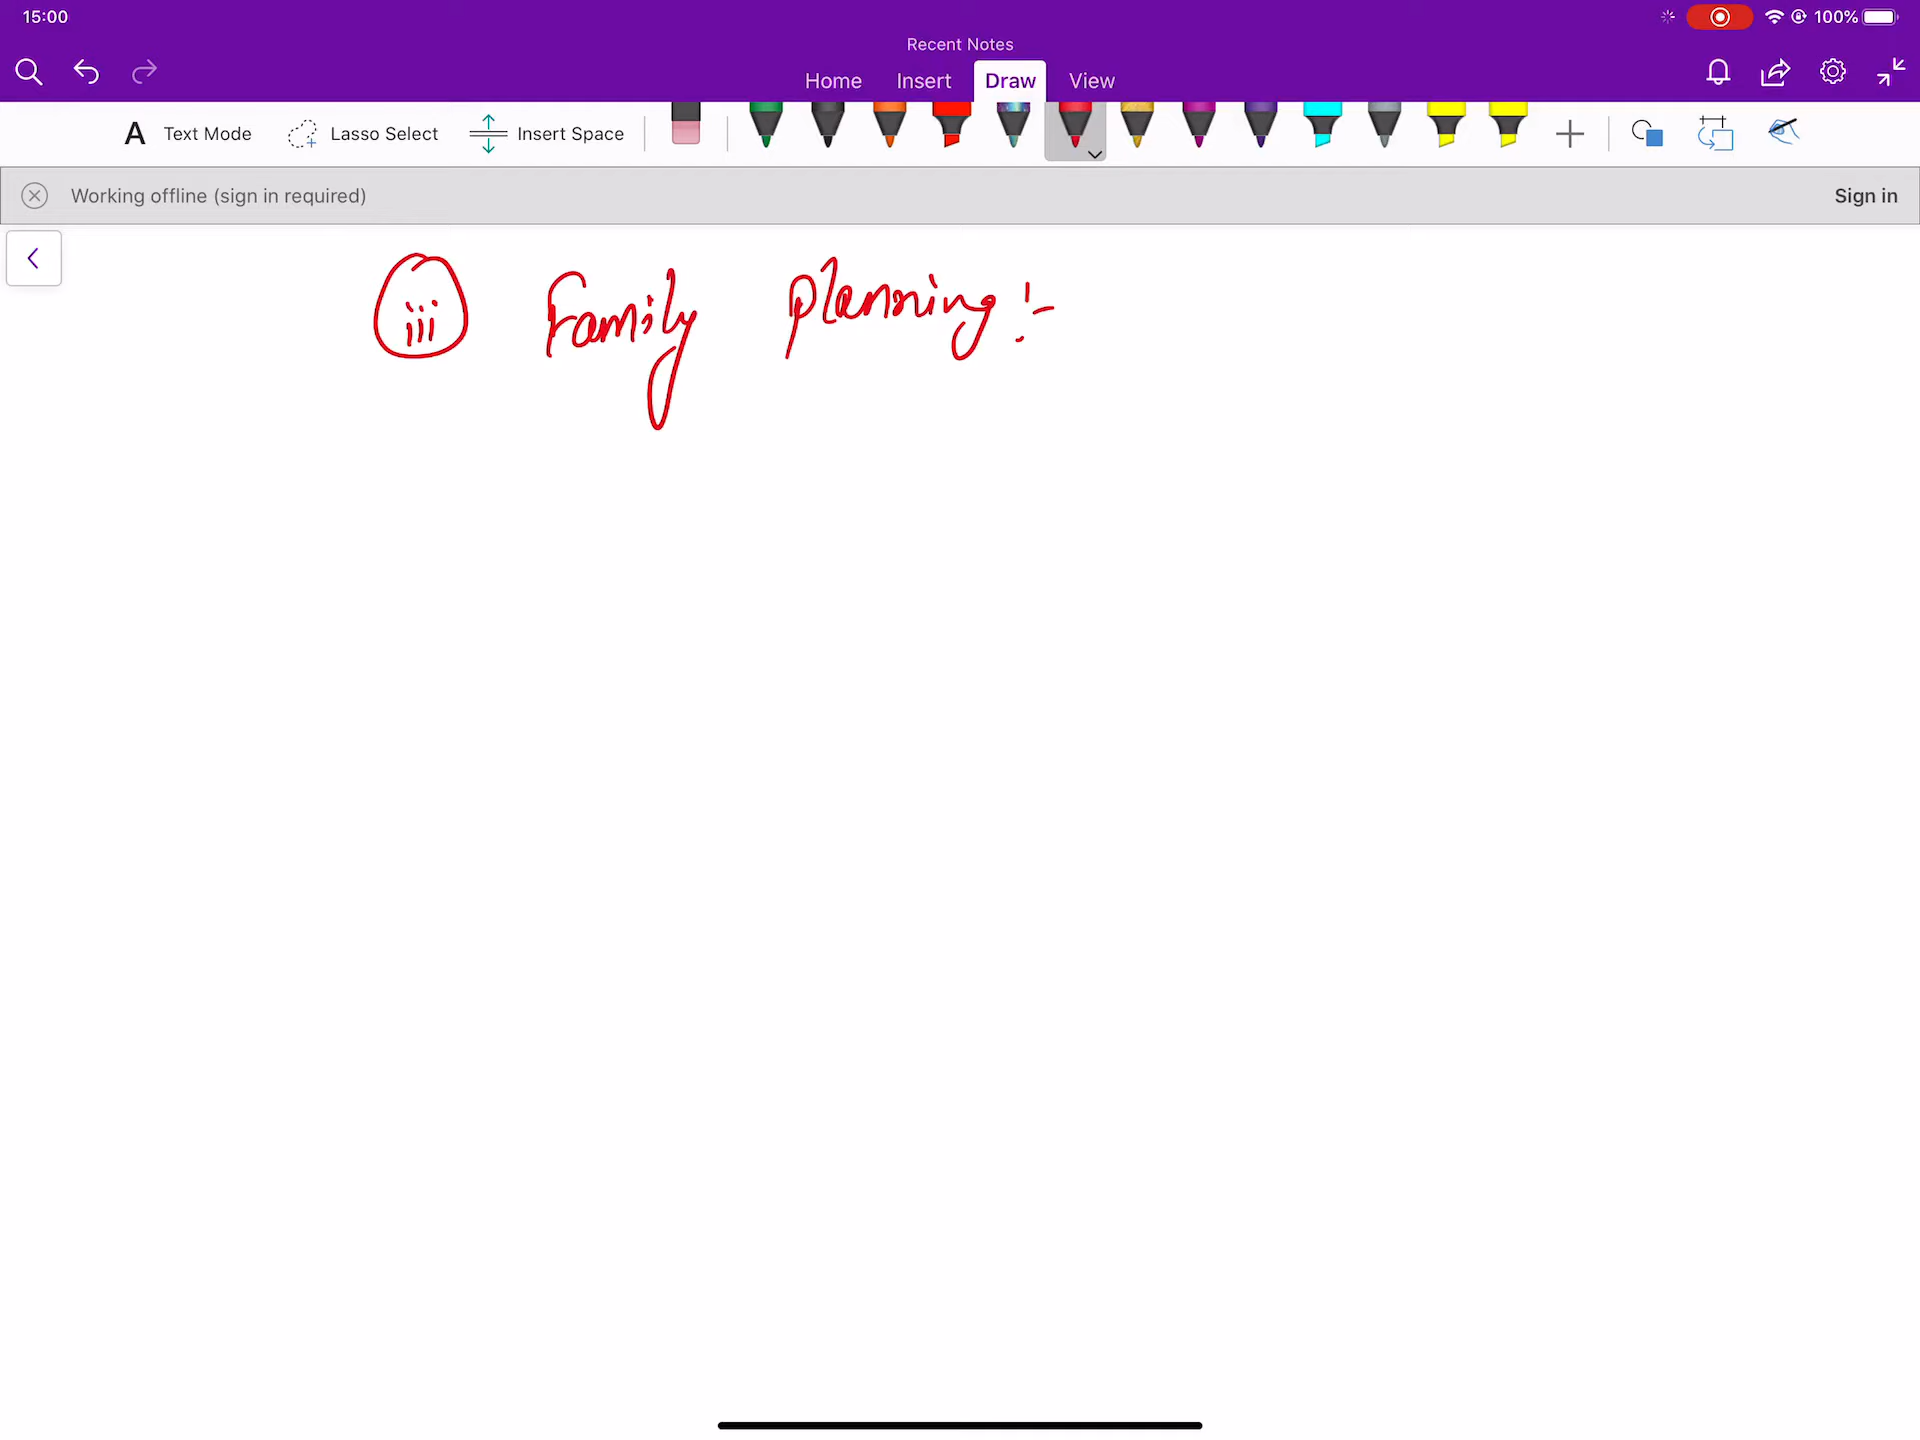 15:00
100%
Recent Notes
Home Insert Draw View
A Text Mode Lasso Select Insert Space
Working offline (sign in required) Sign in
iii Family planning :-